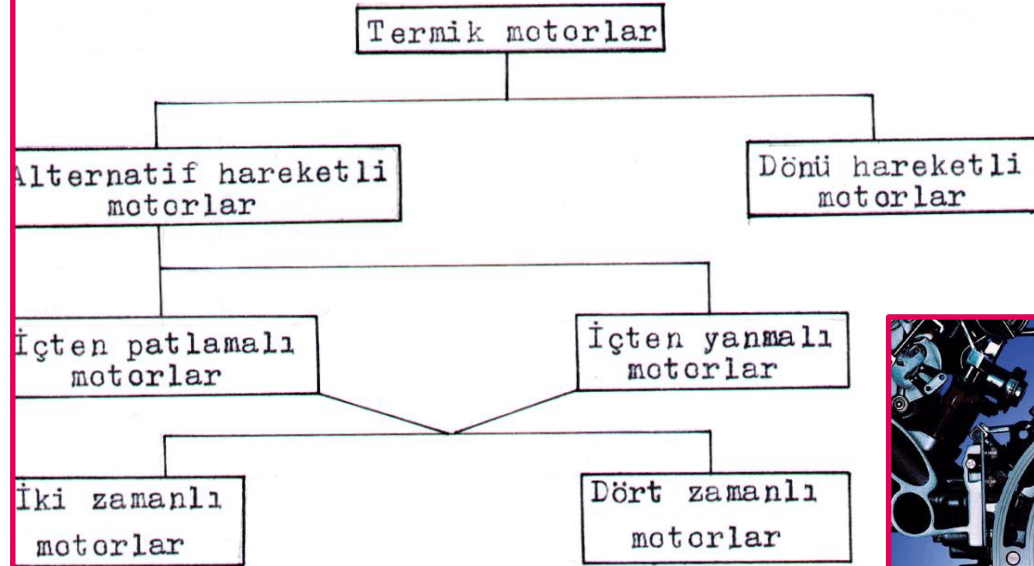 Termik motorlar
Alternatif hareketli
motorlar
Dönü hareketli
motorlar
İçten patlamalı
motorlar
İçten yanmalı
motorlar
İki zamanlı
motorlar
Dört zamanlı
motorlar